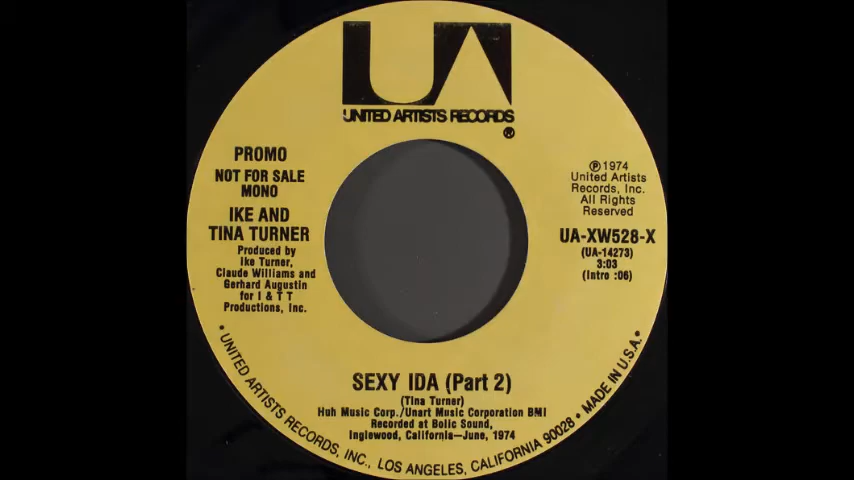 UA
UNITED ARTISTS RECORDS
®
PROMO
NOT FOR SALE
MONO
IKE AND
TINA TURNER
Produced by
Ike Turner,
Claude Williams and
Gerhard Augustin
for I & T T
Productions, Inc.
℗ 1974
United Artists
Records, Inc.
All Rights
Reserved
UA-XW528-X
(UA-14273)
3:03
(Intro :06)
SEXY IDA (Part 2)
(Tina Turner)
Huh Music Corp./Unart Music Corporation BMI
Recorded at Bolic Sound,
Inglewood, California—June, 1974
• UNITED ARTISTS RECORDS, INC., LOS ANGELES, CALIFORNIA 90028 • MADE IN U.S.A. •